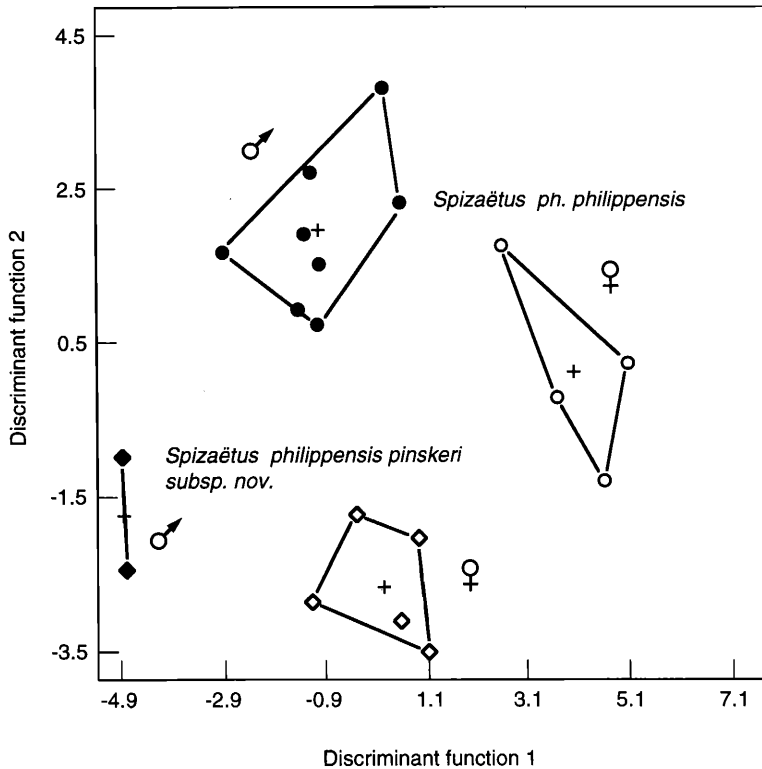 4.5
2.5
0.5
-1.5
-3.5
Discriminant function 2
♂
Spizaëtus ph. philippensis
♀
Spizaëtus philippensis pinskeri
subsp. nov.
♂
♀
-4.9 -2.9 -0.9 1.1 3.1 5.1 7.1
Discriminant function 1